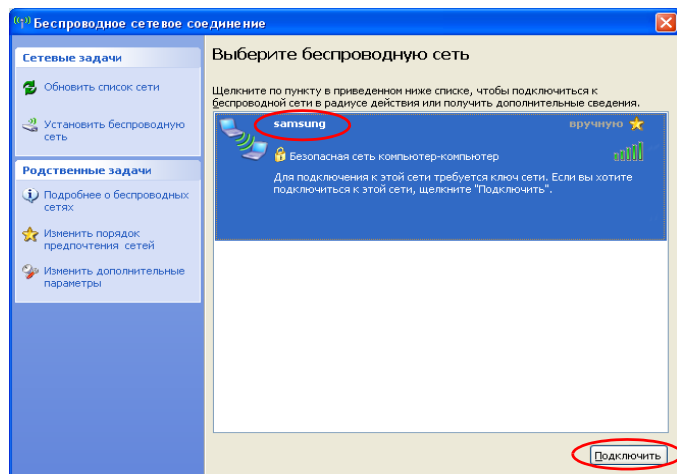 Беспроводное сетевое соединение
Сетевые задачи
Обновить список сети
Установить беспроводную
сеть
Родственные задачи
Подробнее о беспроводных
сетях
Изменить порядок
предпочтения сетей
Изменить дополнительные
параметры
Выберите беспроводную сеть
Щелкните по пункту в приведенном ниже списке, чтобы подключиться к
беспроводной сети в радиусе действия или получить дополнительные сведения.
samsung вручную
Безопасная сеть компьютер-компьютер
Для подключения к этой сети требуется ключ сети. Если вы хотите
подключиться к этой сети, щелкните "Подключить".
Подключить